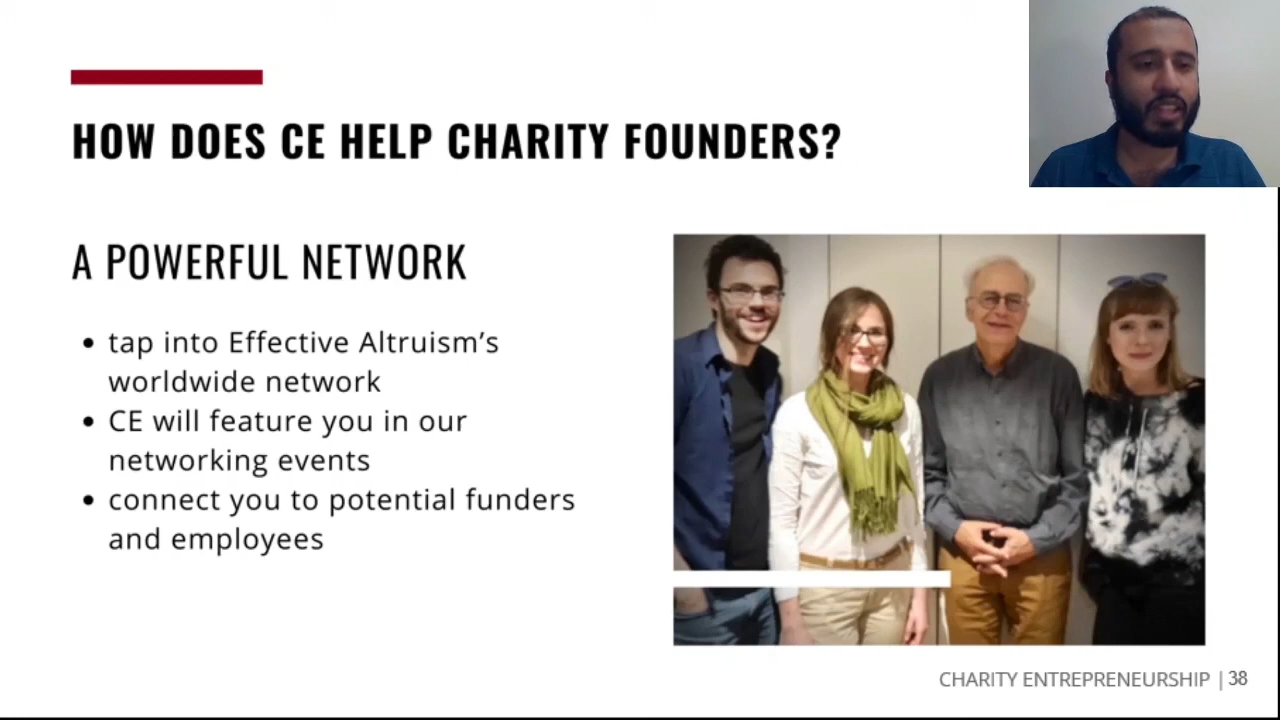 HOW DOES CE HELP CHARITY FOUNDERS?
A POWERFUL NETWORK
• tap into Effective Altruism’s
worldwide network
• CE will feature you in our
networking events
• connect you to potential funders
and employees
CHARITY ENTREPRENEURSHIP | 38